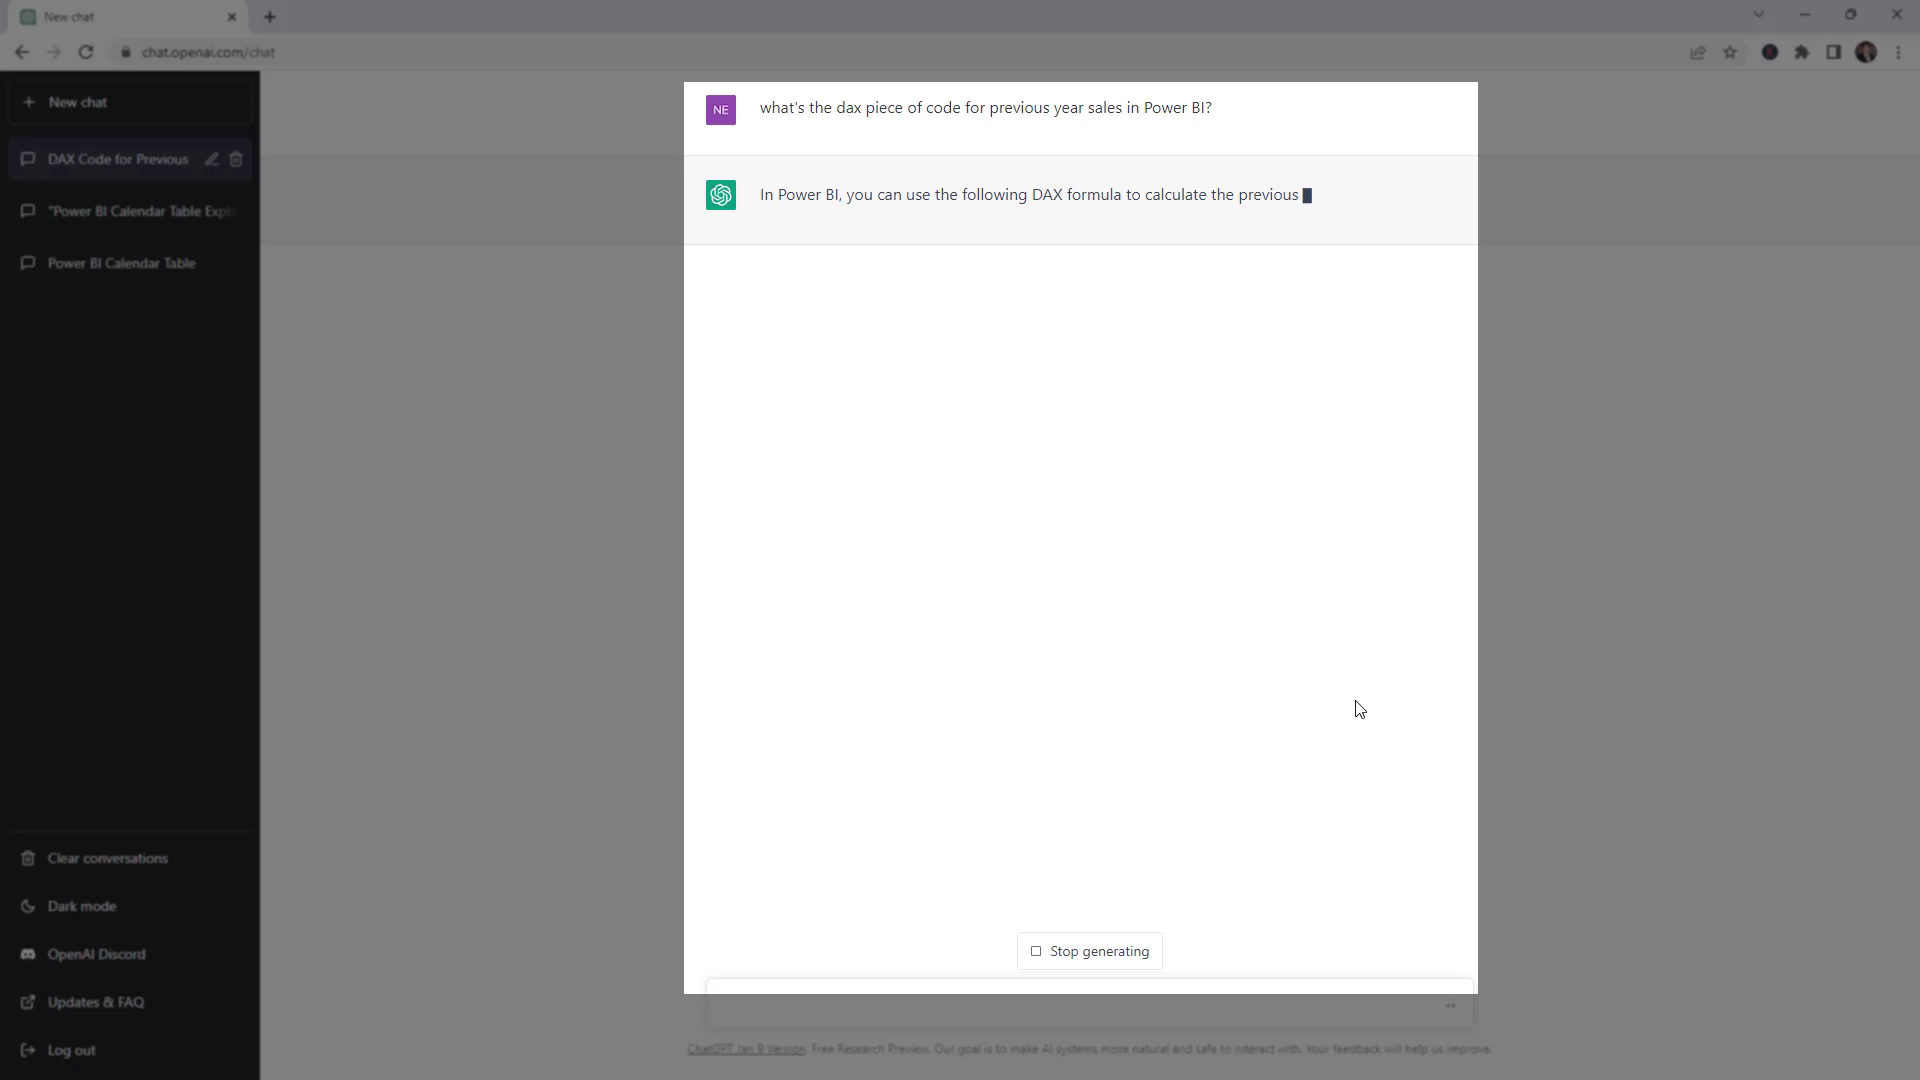 New chat
chat.openai.com/chat
New chat
DAX Code for Previous
"Power BI Calendar Table
Power BI Calendar Table
Clear conversations
Dark mode
OpenAI Discord
Updates & FAQ
Log out
NE
what's the dax piece of code for previous year sales in Power BI?
In Power BI, you can use the following DAX formula to calculate the previous
Stop generating
ChatGPT Jan 9 Version. Free Research Preview. Our goal is to make AI systems more natural and safe to interact with. Your feedback will help us improve.